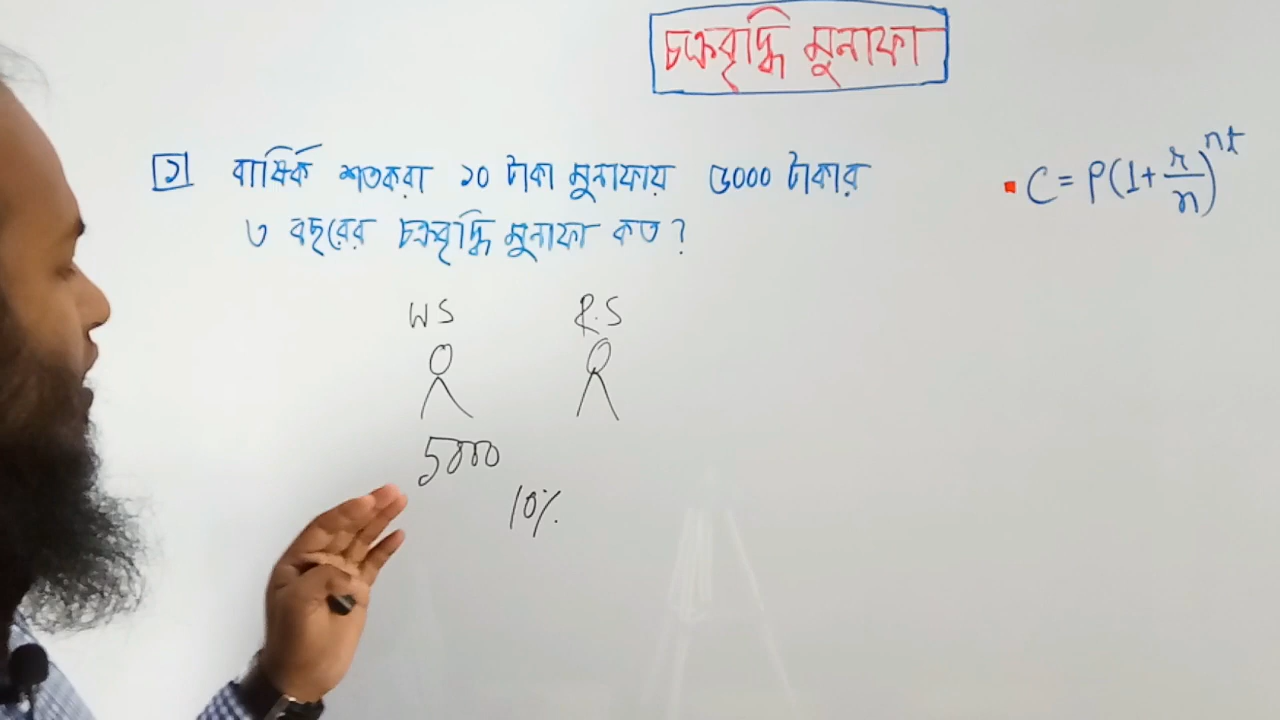 চক্রবৃদ্ধি মুনাফা
১ বার্ষিক শতকরা ১০ টাকা মুনাফায় ৫০০০ টাকার
৩ বছরের চক্রবৃদ্ধি মুনাফা কত ?
C = P(1+r/n)^nt
WS R.S
5000
10%